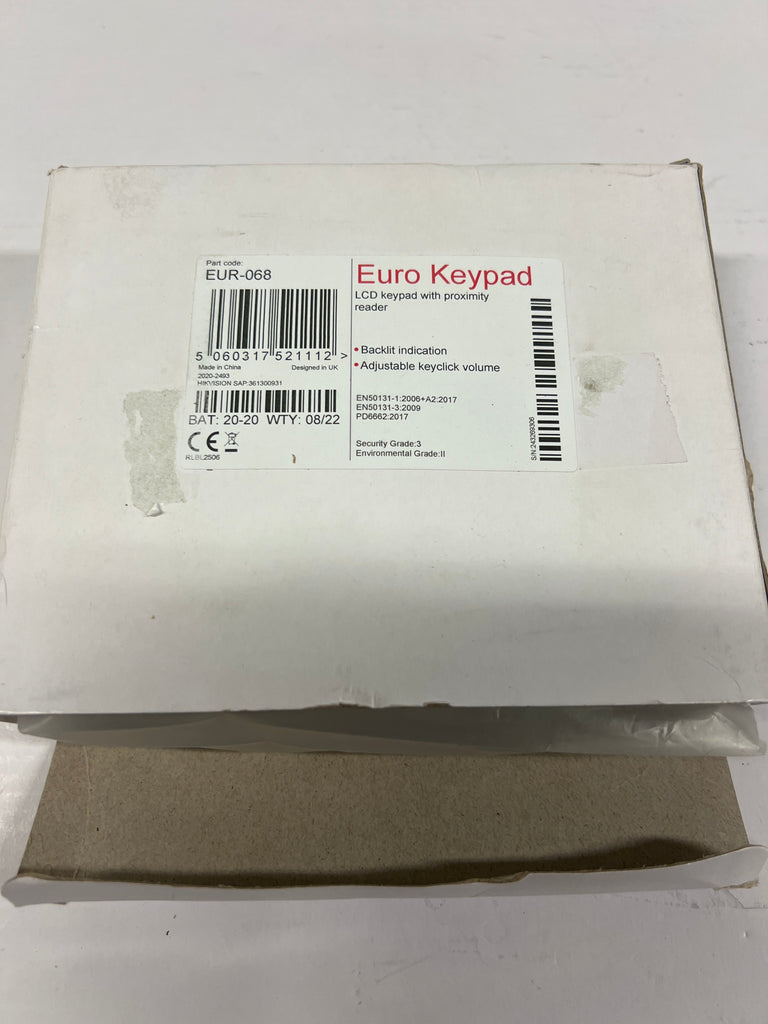 Part code:
EUR-068
5 060317 521112 >
Made in China Designed in UK
2020-2493
HIKVISION SAP:361300931
BAT: 20-20 WTY: 08/22
CE
RLBL2506
Euro Keypad
LCD keypad with proximity
reader
• Backlit indication
• Adjustable keyclick volume
EN50131-1:2006+A2:2017
EN50131-3:2009
PD6662:2017
Security Grade:3
Environmental Grade:II
S/N:243289306